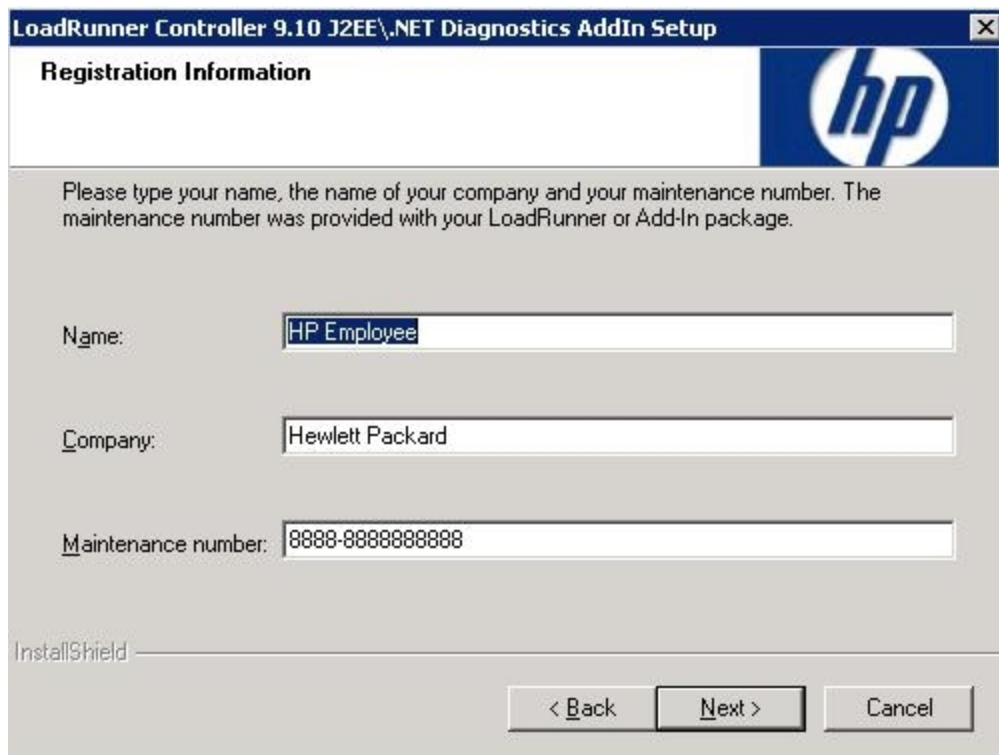 LoadRunner Controller 9.10 J2EE\.NET Diagnostics AddIn Setup
Registration Information
hp
Please type your name, the name of your company and your maintenance number. The
maintenance number was provided with your LoadRunner or Add-In package.
Name:
HP Employee
Company:
Hewlett Packard
Maintenance number:
8888-8888888888
InstallShield
< Back
Next >
Cancel